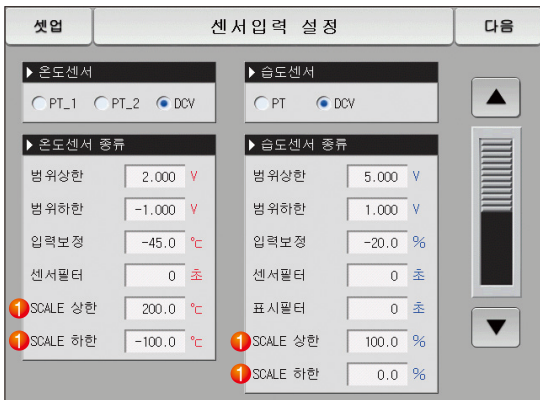 셋업
센서입력 설정
다음
▶ 온도센서
PT_1 PT_2 DCV
▶ 온도센서 종류
범위상한 2.000 V
범위하한 -1.000 V
입력보정 -45.0 ℃
센서필터 0 초
1 SCALE 상한 200.0 ℃
1 SCALE 하한 -100.0 ℃
▶ 습도센서
PT DCV
▶ 습도센서 종류
범위상한 5.000 V
범위하한 1.000 V
입력보정 -20.0 %
센서필터 0 초
표시필터 0 초
1 SCALE 상한 100.0 %
1 SCALE 하한 0.0 %